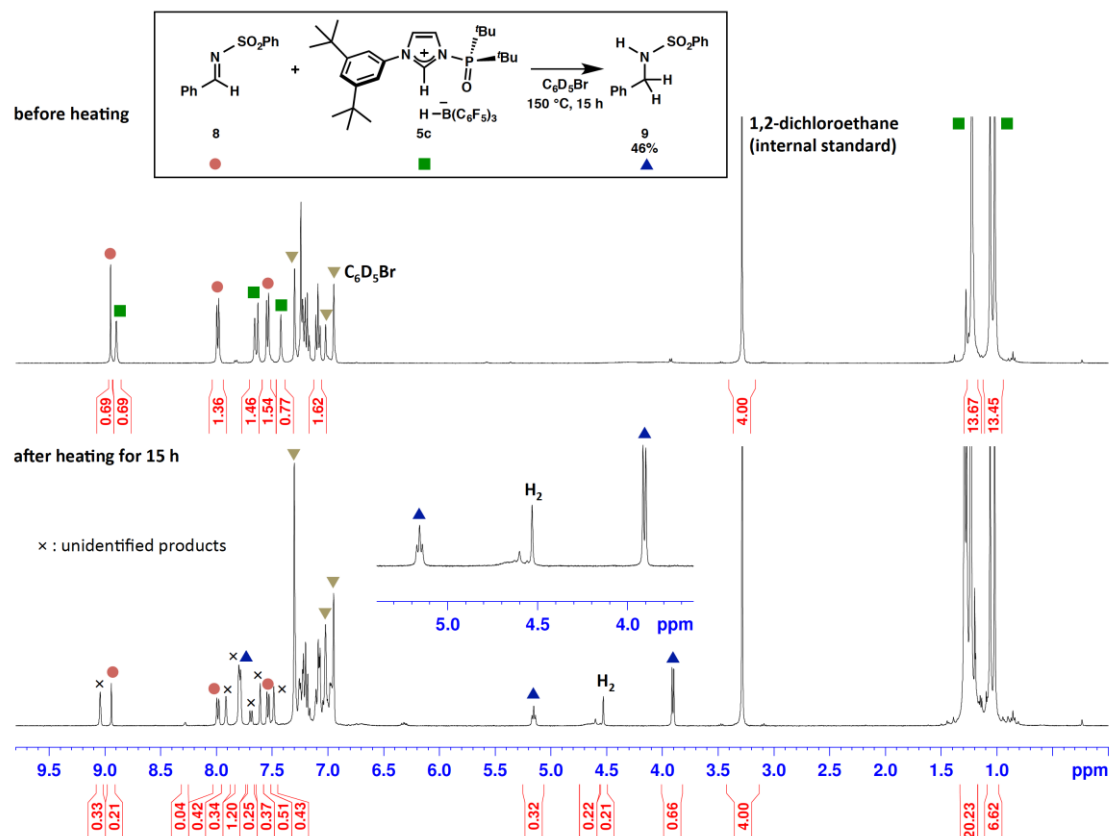 SO₂Ph
N
Ph
H
8
+
N
+
N
H
ᵗBu
P
O
ᵗBu
H
–
B(C₆F₅)₃
5c
C₆D₅Br
150 °C, 15 h
H
SO₂Ph
N
H
Ph
H
9
46%
before heating
1,2-dichloroethane
(internal standard)
C₆D₅Br
0.69
0.69
1.36
1.46
1.54
0.77
1.62
4.00
13.67
13.45
after heating for 15 h
× : unidentified products
H₂
5.0 4.5 4.0 ppm
× × × × × ×
H₂
9.5 9.0 8.5 8.0 7.5 7.0 6.5 6.0 5.5 5.0 4.5 4.0 3.5 3.0 2.5 2.0 1.5 1.0 ppm
0.33
0.21
0.04
0.42
0.34
1.20
0.25
0.37
0.51
0.43
0.32
0.22
0.21
0.66
4.00
20.23
6.62